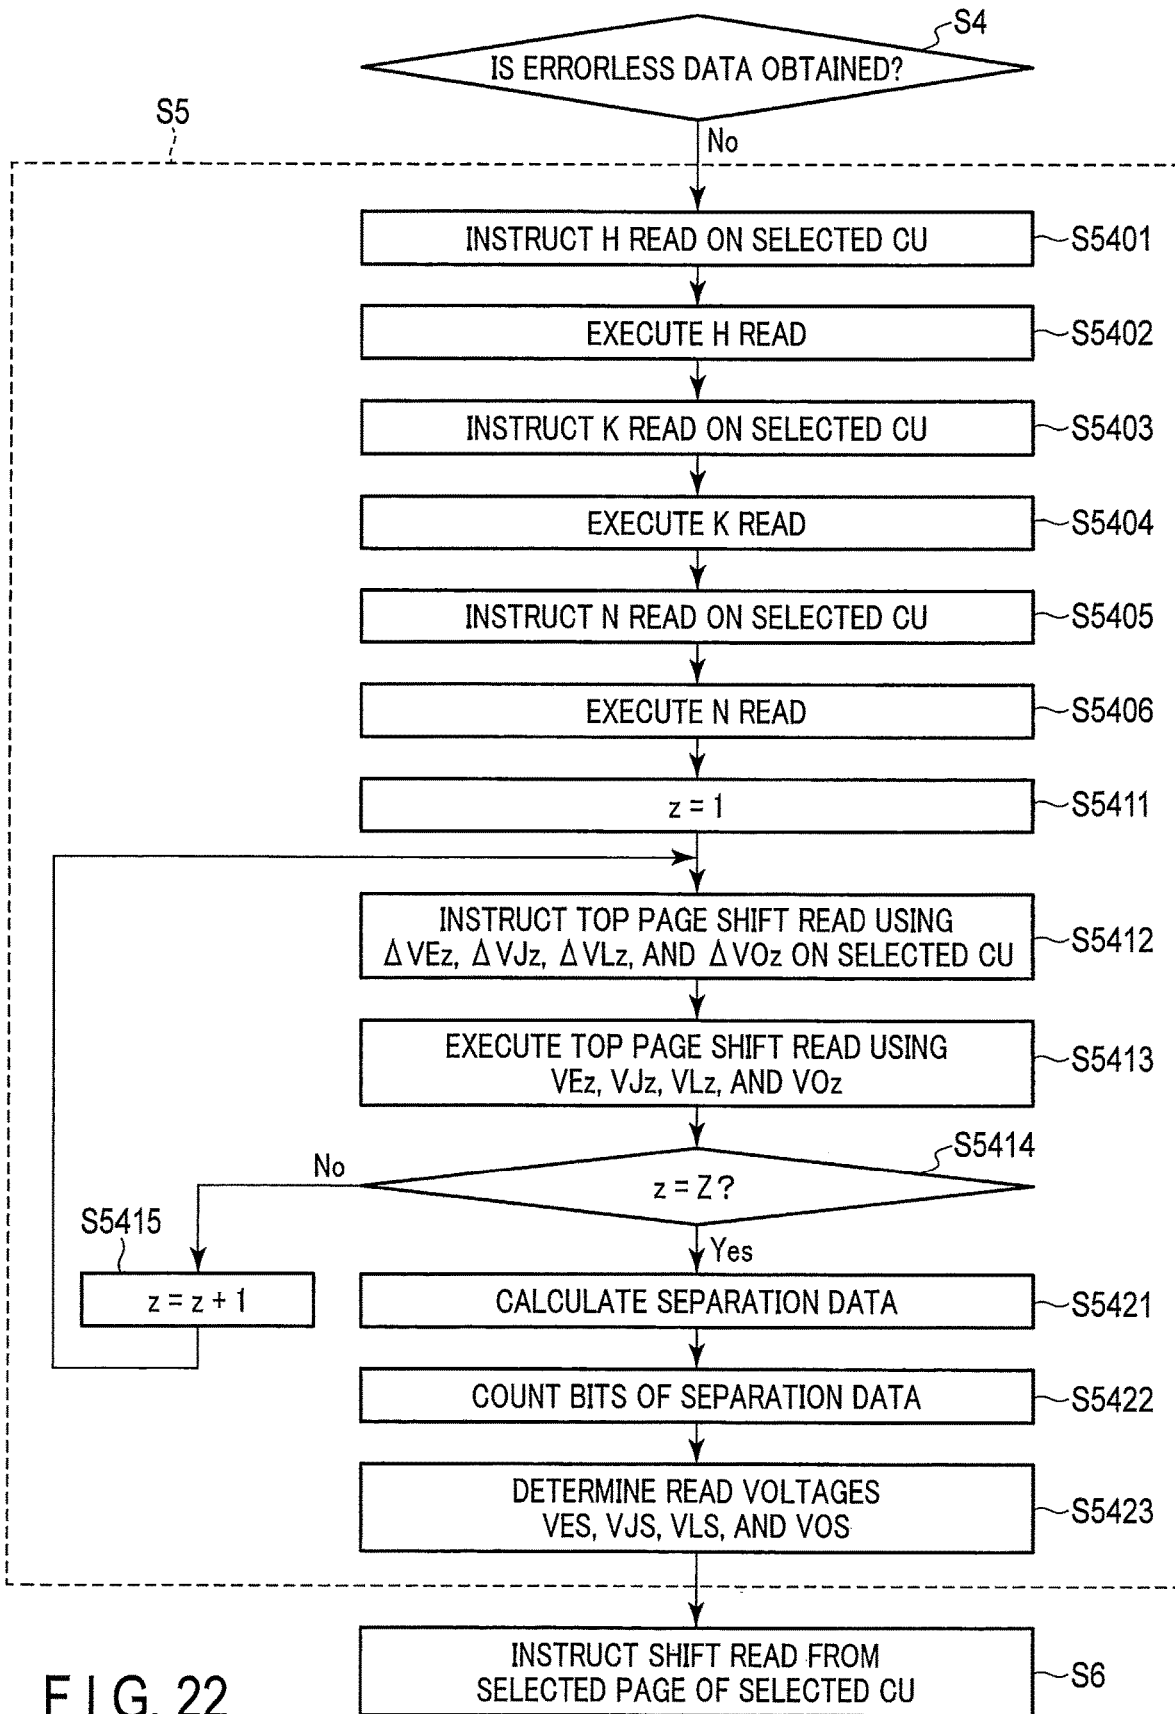 S4
IS ERRORLESS DATA OBTAINED?
S5
No
INSTRUCT H READ ON SELECTED CU
S5401
EXECUTE H READ
S5402
INSTRUCT K READ ON SELECTED CU
S5403
EXECUTE K READ
S5404
INSTRUCT N READ ON SELECTED CU
S5405
EXECUTE N READ
S5406
z = 1
S5411
INSTRUCT TOP PAGE SHIFT READ USING
ΔVEz, ΔVJz, ΔVLz, AND ΔVOz ON SELECTED CU
S5412
EXECUTE TOP PAGE SHIFT READ USING
VEz, VJz, VLz, AND VOz
S5413
S5414
No
z = Z?
S5415
Yes
z = z + 1
CALCULATE SEPARATION DATA
S5421
COUNT BITS OF SEPARATION DATA
S5422
DETERMINE READ VOLTAGES
VES, VJS, VLS, AND VOS
S5423
INSTRUCT SHIFT READ FROM
SELECTED PAGE OF SELECTED CU
S6
FIG. 22